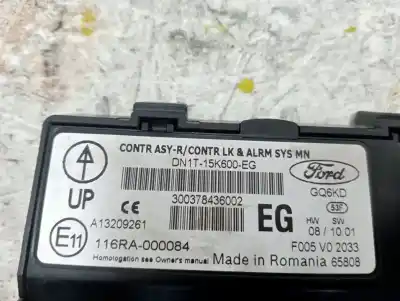 CONTR ASY-R/CONTR LK & ALRM SYS MN
DN1T-15K600-EG
Ford
UP
300378436002
GQ6KD
A13209261
CE
EG
HW SW
08 / 10.01
E11
116RA-000084
F005 V0 2033
Homologation see Owner's manual
Made in Romania 65808